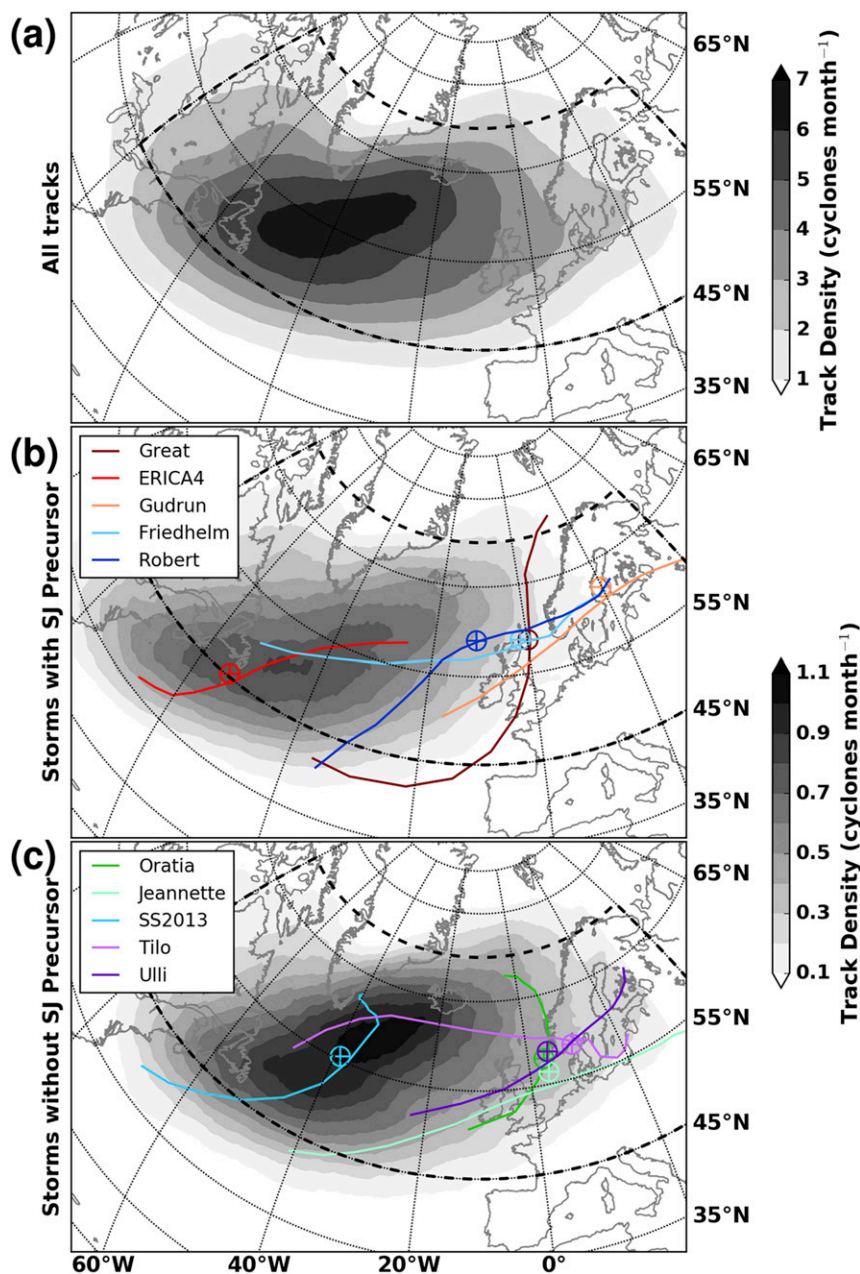 (a)
All tracks
65°N
55°N
45°N
35°N
7
6
5
4
3
2
1
Track Density (cyclones month⁻¹)
(b)
Storms with SJ Precursor
Great
ERICA4
Gudrun
Friedhelm
Robert
65°N
55°N
45°N
35°N
(c)
Storms without SJ Precursor
Oratia
Jeannette
SS2013
Tilo
Ulli
65°N
55°N
45°N
35°N
1.1
0.9
0.7
0.5
0.3
0.1
Track Density (cyclones month⁻¹)
60°W
40°W
20°W
0°